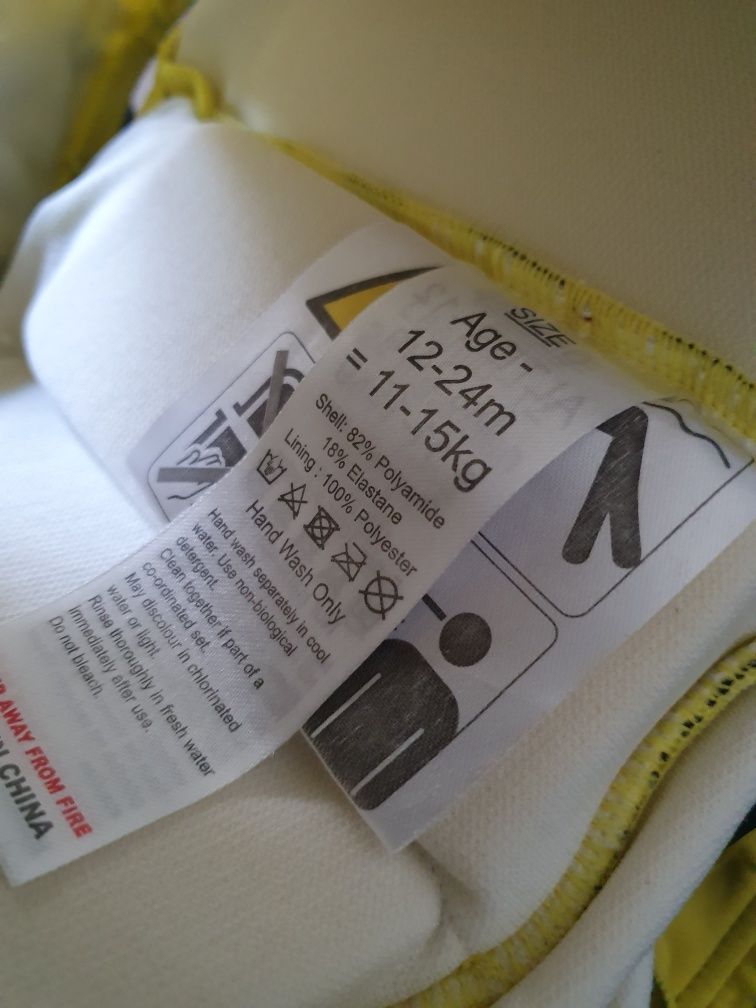 SIZE
Age -
12-24m
= 11-15kg
Shell: 82% Polyamide
18% Elastane
Lining : 100% Polyester
Hand Wash Only
Hand wash separately in cool
water. Use non-biological
detergent.
Clean together if part of a
co-ordinated set.
May discolour in chlorinated
water or light.
Rinse thoroughly in fresh water
immediately after use.
Do not bleach.
AWAY FROM FIRE
CHINA